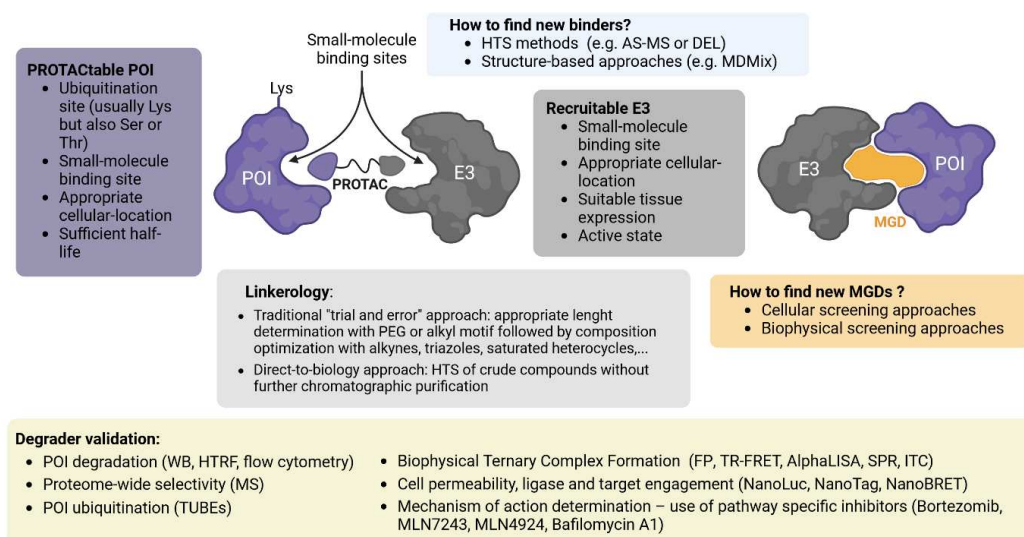 How to find new binders?
• HTS methods (e.g. AS-MS or DEL)
• Structure-based approaches (e.g. MDMix)
Small-molecule
binding sites
PROTACtable POI
• Ubiquitination
site (usually Lys
but also Ser or
Thr)
• Small-molecule
binding site
• Appropriate
cellular-location
• Sufficient half-
life
Lys
POI
PROTAC
E3
Recruitable E3
• Small-molecule
binding site
• Appropriate cellular-
location
• Suitable tissue
expression
• Active state
E3
POI
MGD
Linkerology:
• Traditional "trial and error" approach: appropriate lenght
determination with PEG or alkyl motif followed by composition
optimization with alkynes, triazoles, saturated heterocycles,...
• Direct-to-biology approach: HTS of crude compounds without
further chromatographic purification
How to find new MGDs ?
• Cellular screening approaches
• Biophysical screening approaches
Degrader validation:
• POI degradation (WB, HTRF, flow cytometry)
• Proteome-wide selectivity (MS)
• POI ubiquitination (TUBEs)
• Biophysical Ternary Complex Formation (FP, TR-FRET, AlphaLISA, SPR, ITC)
• Cell permeability, ligase and target engagement (NanoLuc, NanoTag, NanoBRET)
• Mechanism of action determination – use of pathway specific inhibitors (Bortezomib,
MLN7243, MLN4924, Bafilomycin A1)